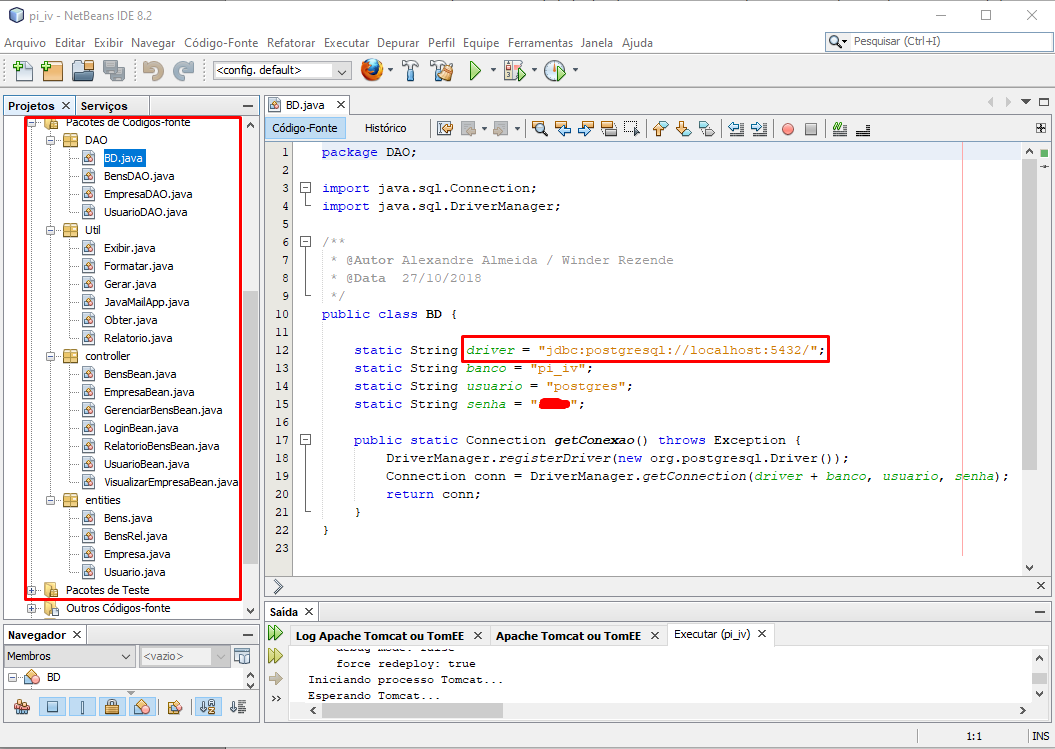 pi_iv - NetBeans IDE 8.2
Arquivo Editar Exibir Navegar Código-Fonte Refatorar Executar Depurar Perfil Equipe Ferramentas Janela Ajuda
Pesquisar (Ctrl+I)
<config. default>
Projetos
Serviços
Pacotes de Códigos-fonte
DAO
BD.java
BensDAO.java
EmpresaDAO.java
UsuarioDAO.java
Util
Exibir.java
Formatar.java
Gerar.java
JavaMailApp.java
Obter.java
Relatorio.java
controller
BensBean.java
EmpresaBean.java
GerenciarBensBean.java
LoginBean.java
RelatorioBensBean.java
UsuarioBean.java
VisualizarEmpresaBean.java
entities
Bens.java
BensRel.java
Empresa.java
Usuario.java
Pacotes de Teste
Outros Códigos-fonte
Navegador
Membros
<vazio>
BD
BD.java
Código-Fonte Histórico
1 package DAO;
2
3 import java.sql.Connection;
4 import java.sql.DriverManager;
5
6 /**
7 * @Autor Alexandre Almeida / Winder Rezende
8 * @Data 27/10/2018
9 */
10 public class BD {
11
12 static String driver = "jdbc:postgresql://localhost:5432/";
13 static String banco = "pi_iv";
14 static String usuario = "postgres";
15 static String senha = "";
16
17 public static Connection getConexao() throws Exception {
18 DriverManager.registerDriver(new org.postgresql.Driver());
19 Connection conn = DriverManager.getConnection(driver + banco, usuario, senha);
20 return conn;
21 }
22 }
23
Saída
Log Apache Tomcat ou TomEE Apache Tomcat ou TomEE Executar (pi_iv)
debug mode: false
force redeploy: true
Iniciando processo Tomcat...
Esperando Tomcat...
1:1 INS